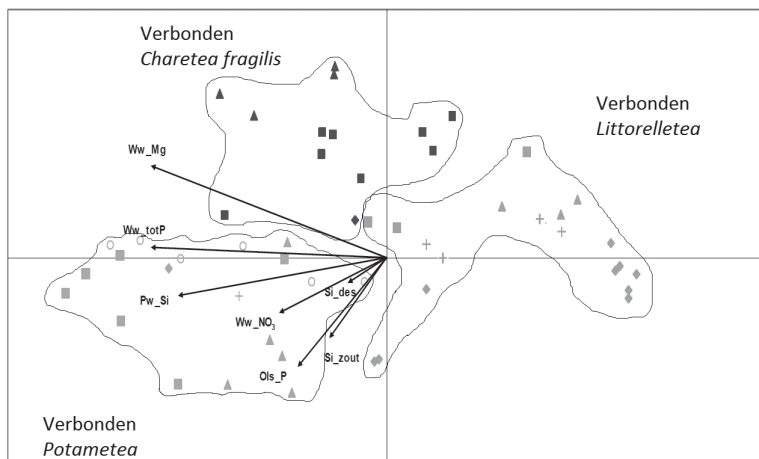 Verbonden
Charetea fragilis
Verbonden
Littorelletea
Ww_Mg
Ww_totP
Pw_Si
Si_des
Ww_NO₃
Si_zout
Ols_P
Verbonden
Potametea